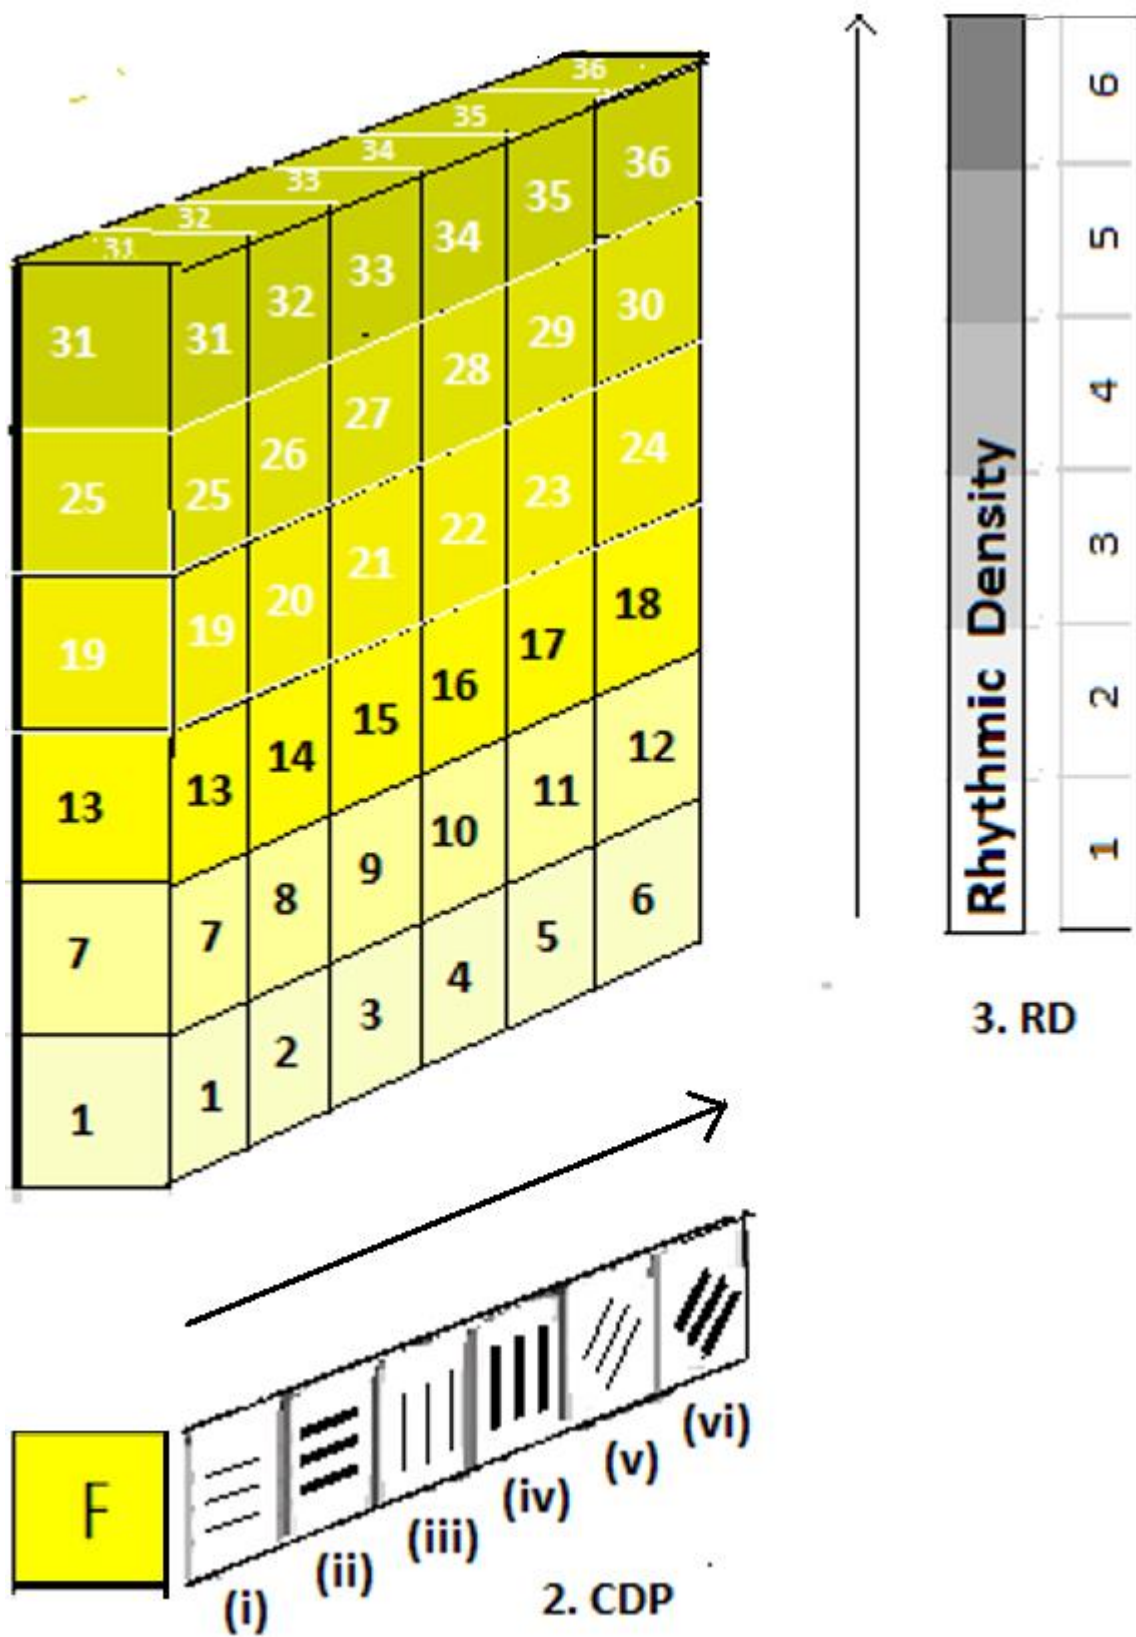 36
35
34
33
32
31
31 31 32 33 34 35 36
25 25 26 27 28 29 30
19 19 20 21 22 23 24
13 13 14 15 16 17 18
7 7 8 9 10 11 12
1 1 2 3 4 5 6
6
5
4
3
2
1
Rhythmic Density
3. RD
F
(i) (ii) (iii) (iv) (v) (vi)
2. CDP